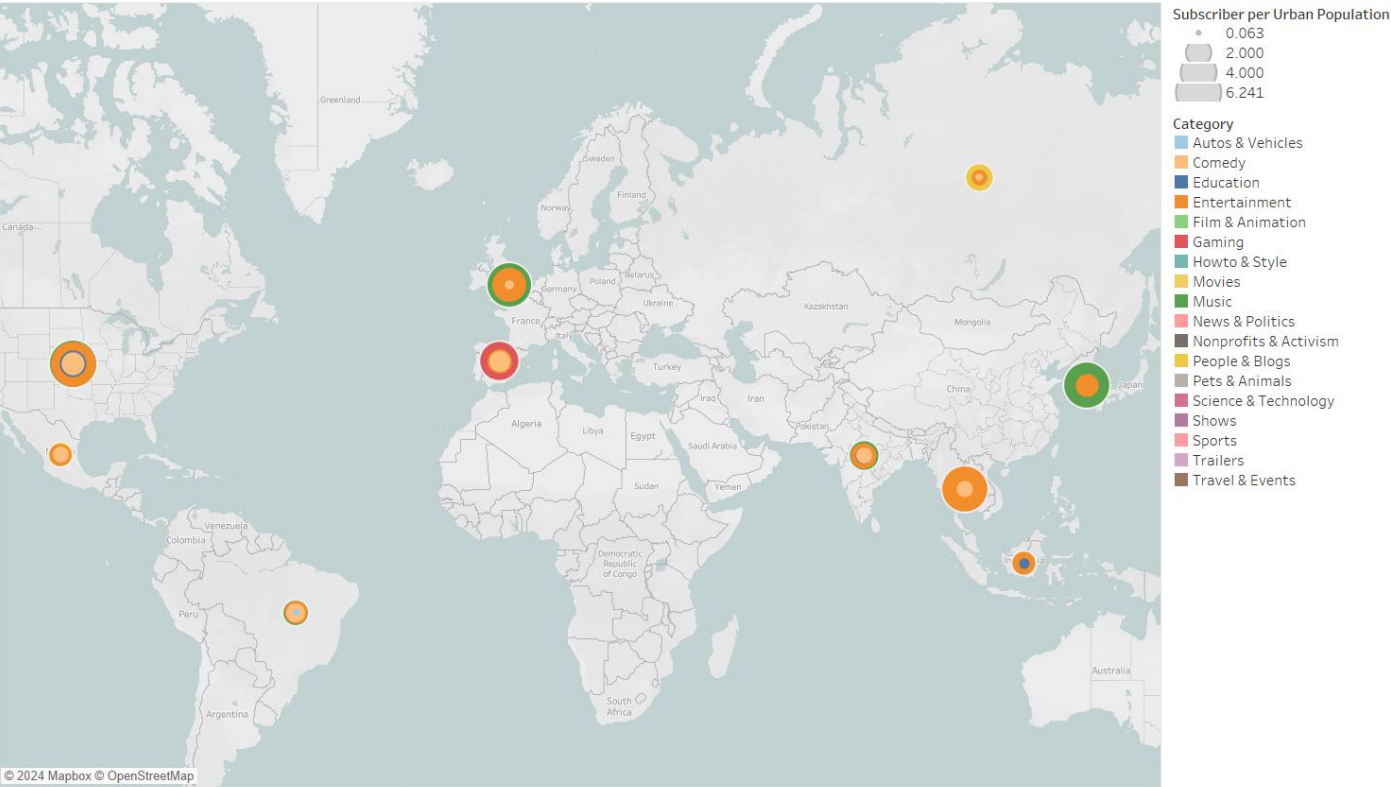 Subscriber per Urban Population
0.063
2.000
4.000
6.241
Category
Autos & Vehicles
Comedy
Education
Entertainment
Film & Animation
Gaming
Howto & Style
Movies
Music
News & Politics
Nonprofits & Activism
People & Blogs
Pets & Animals
Science & Technology
Shows
Sports
Trailers
Travel & Events
Greenland
Sweden
Finland
Norway
Canada
Belarus
Poland
Germany
Ukraine
Kazakhstan
France
Mongolia
Italy
Turkey
China
Japan
Iraq
Iran
Algeria
Libya
Egypt
Pakistan
Saudi Arabia
Sudan
Yemen
Venezuela
Colombia
Democratic
Republic
of Congo
Peru
Australia
South
Africa
Argentina
© 2024 Mapbox © OpenStreetMap